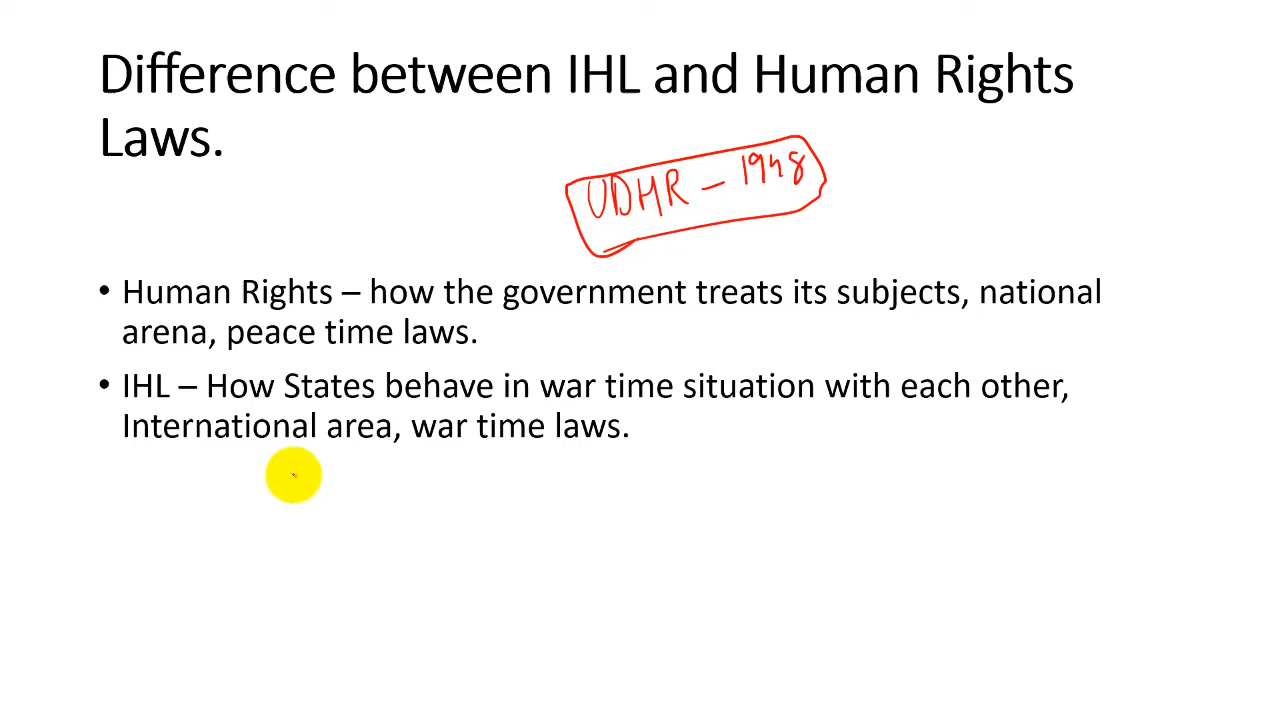 Difference between IHL and Human Rights
Laws.
UDHR – 1948
• Human Rights – how the government treats its subjects, national
arena, peace time laws.
• IHL – How States behave in war time situation with each other,
International area, war time laws.